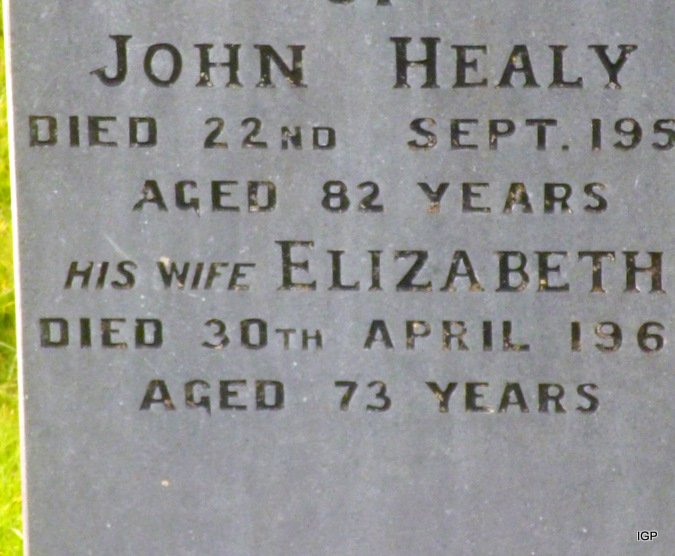 JOHN HEALY
DIED 22ND SEPT. 195
AGED 82 YEARS
HIS WIFE ELIZABETH
DIED 30TH APRIL 196
AGED 73 YEARS
IGP